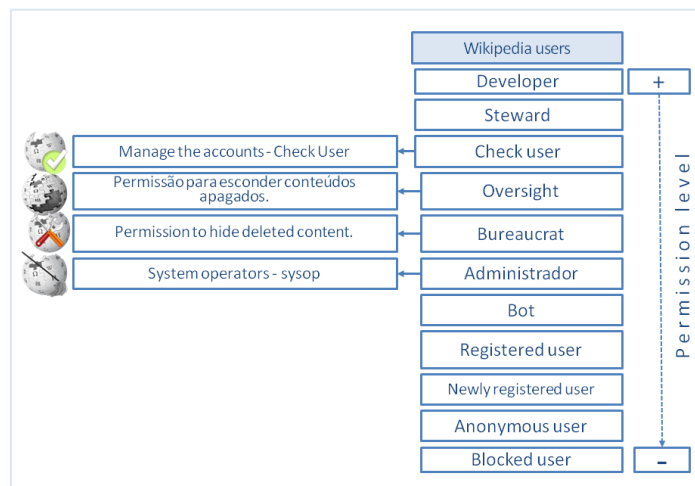 Wikipedia users
Developer
+
Steward
Manage the accounts - Check User
Check user
Permissão para esconder conteúdos
apagados.
Oversight
Permission to hide deleted content.
Bureaucrat
System operators - sysop
Administrador
Bot
Registered user
Newly registered user
Anonymous user
Blocked user
-
Permission level